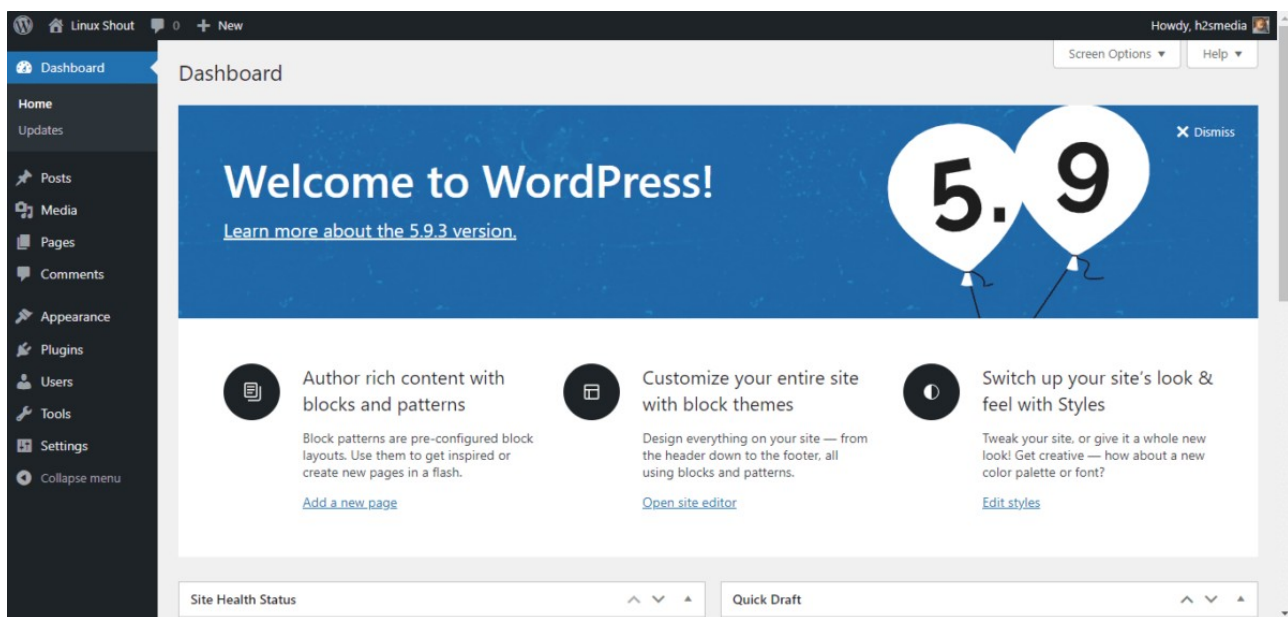 Linux Shout 0 New Howdy, h2smedia
Screen Options Help
Dashboard
Home
Updates
Posts
Media
Pages
Comments
Appearance
Plugins
Users
Tools
Settings
Collapse menu
Dashboard
Dismiss
Welcome to WordPress!
Learn more about the 5.9.3 version.
5.9
Author rich content with
blocks and patterns
Block patterns are pre-configured block
layouts. Use them to get inspired or
create new pages in a flash.
Add a new page
Customize your entire site
with block themes
Design everything on your site — from
the header down to the footer, all
using blocks and patterns.
Open site editor
Switch up your site's look &
feel with Styles
Tweak your site, or give it a whole new
look! Get creative — how about a new
color palette or font?
Edit styles
Site Health Status
Quick Draft